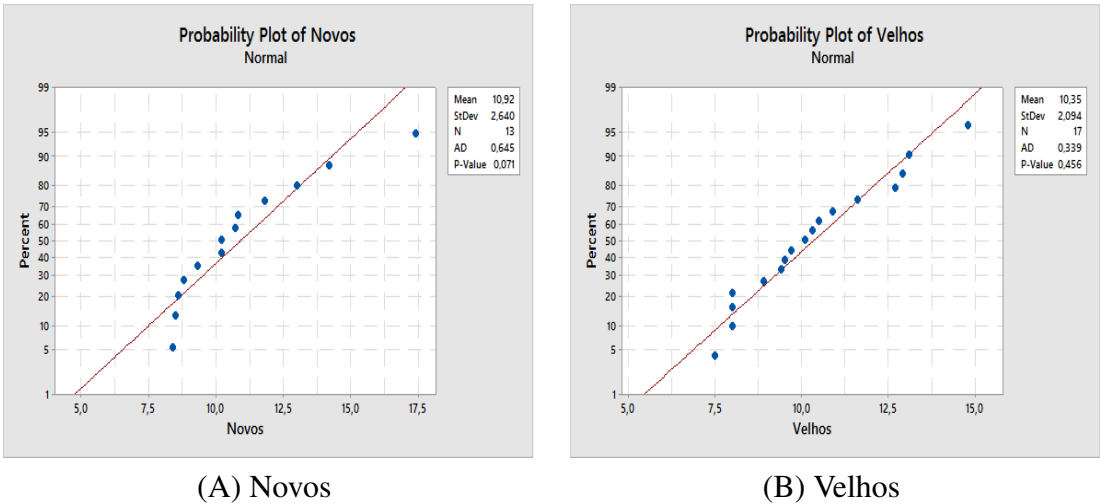 Probability Plot of Novos
Normal
99
95
90
80
70
60
50
40
30
20
10
5
1
Percent
5,0 7,5 10,0 12,5 15,0 17,5
Novos
Mean 10,92
StDev 2,640
N 13
AD 0,645
P-Value 0,071
(A) Novos
Probability Plot of Velhos
Normal
99
95
90
80
70
60
50
40
30
20
10
5
1
Percent
5,0 7,5 10,0 12,5 15,0
Velhos
Mean 10,35
StDev 2,094
N 17
AD 0,339
P-Value 0,456
(B) Velhos